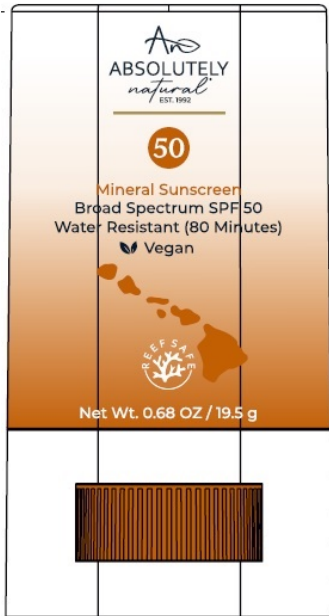 An
ABSOLUTELY
natural
EST. 1992
50
Mineral Sunscreen
Broad Spectrum SPF 50
Water Resistant (80 Minutes)
Vegan
REEF SAFE
Net Wt. 0.68 OZ / 19.5 g